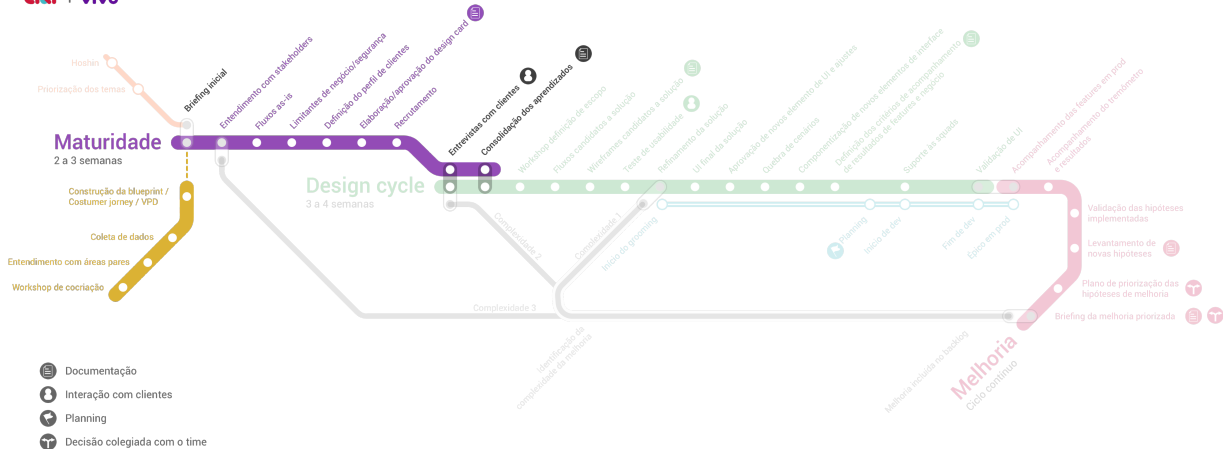 vivo
Hoshin
Priorização dos temas
Briefing inicial
Maturidade
2 a 3 semanas
Entendimento com stakeholders
Fluxos as-is
Limitantes de negócio/segurança
Definição do perfil de clientes
Elaboração/aprovação do design card
Recrutamento
Entrevistas com clientes
Consolidação dos aprendizados
Construção da blueprint /
Costumer jorney / VPD
Coleta de dados
Entendimento com áreas pares
Workshop de cocriação
Design cycle
3 a 4 semanas
Workshop definição de escopo
Fluxos candidatos a solução
Wireframes candidatos a solução
Teste de usabilidade
Refinamento da solução
UI final da solução
Aprovação de novos elemento de UI e ajustes
Quebra de cenários
Componentização de novos elementos de interface
Definição dos critérios de acompanhamento
de resultados de features e negócio
Suporte às squads
Validação de UI
Acompanhamento das features em prod
Acompanhamento do trendômetro
e resultados
Complexidade 2
Complexidade 1
Complexidade 3
Início do grooming
Planning
Início de dev
Fim de dev
Épico em prod
Validação das hipóteses
implementadas
Levantamento de
novas hipóteses
Plano de priorização das
hipóteses de melhoria
Briefing da melhoria priorizada
Identificação da
complexidade da melhoria
Melhoria incluída no backlog
Melhoria
Ciclo contínuo
Documentação
Interação com clientes
Planning
Decisão colegiada com o time